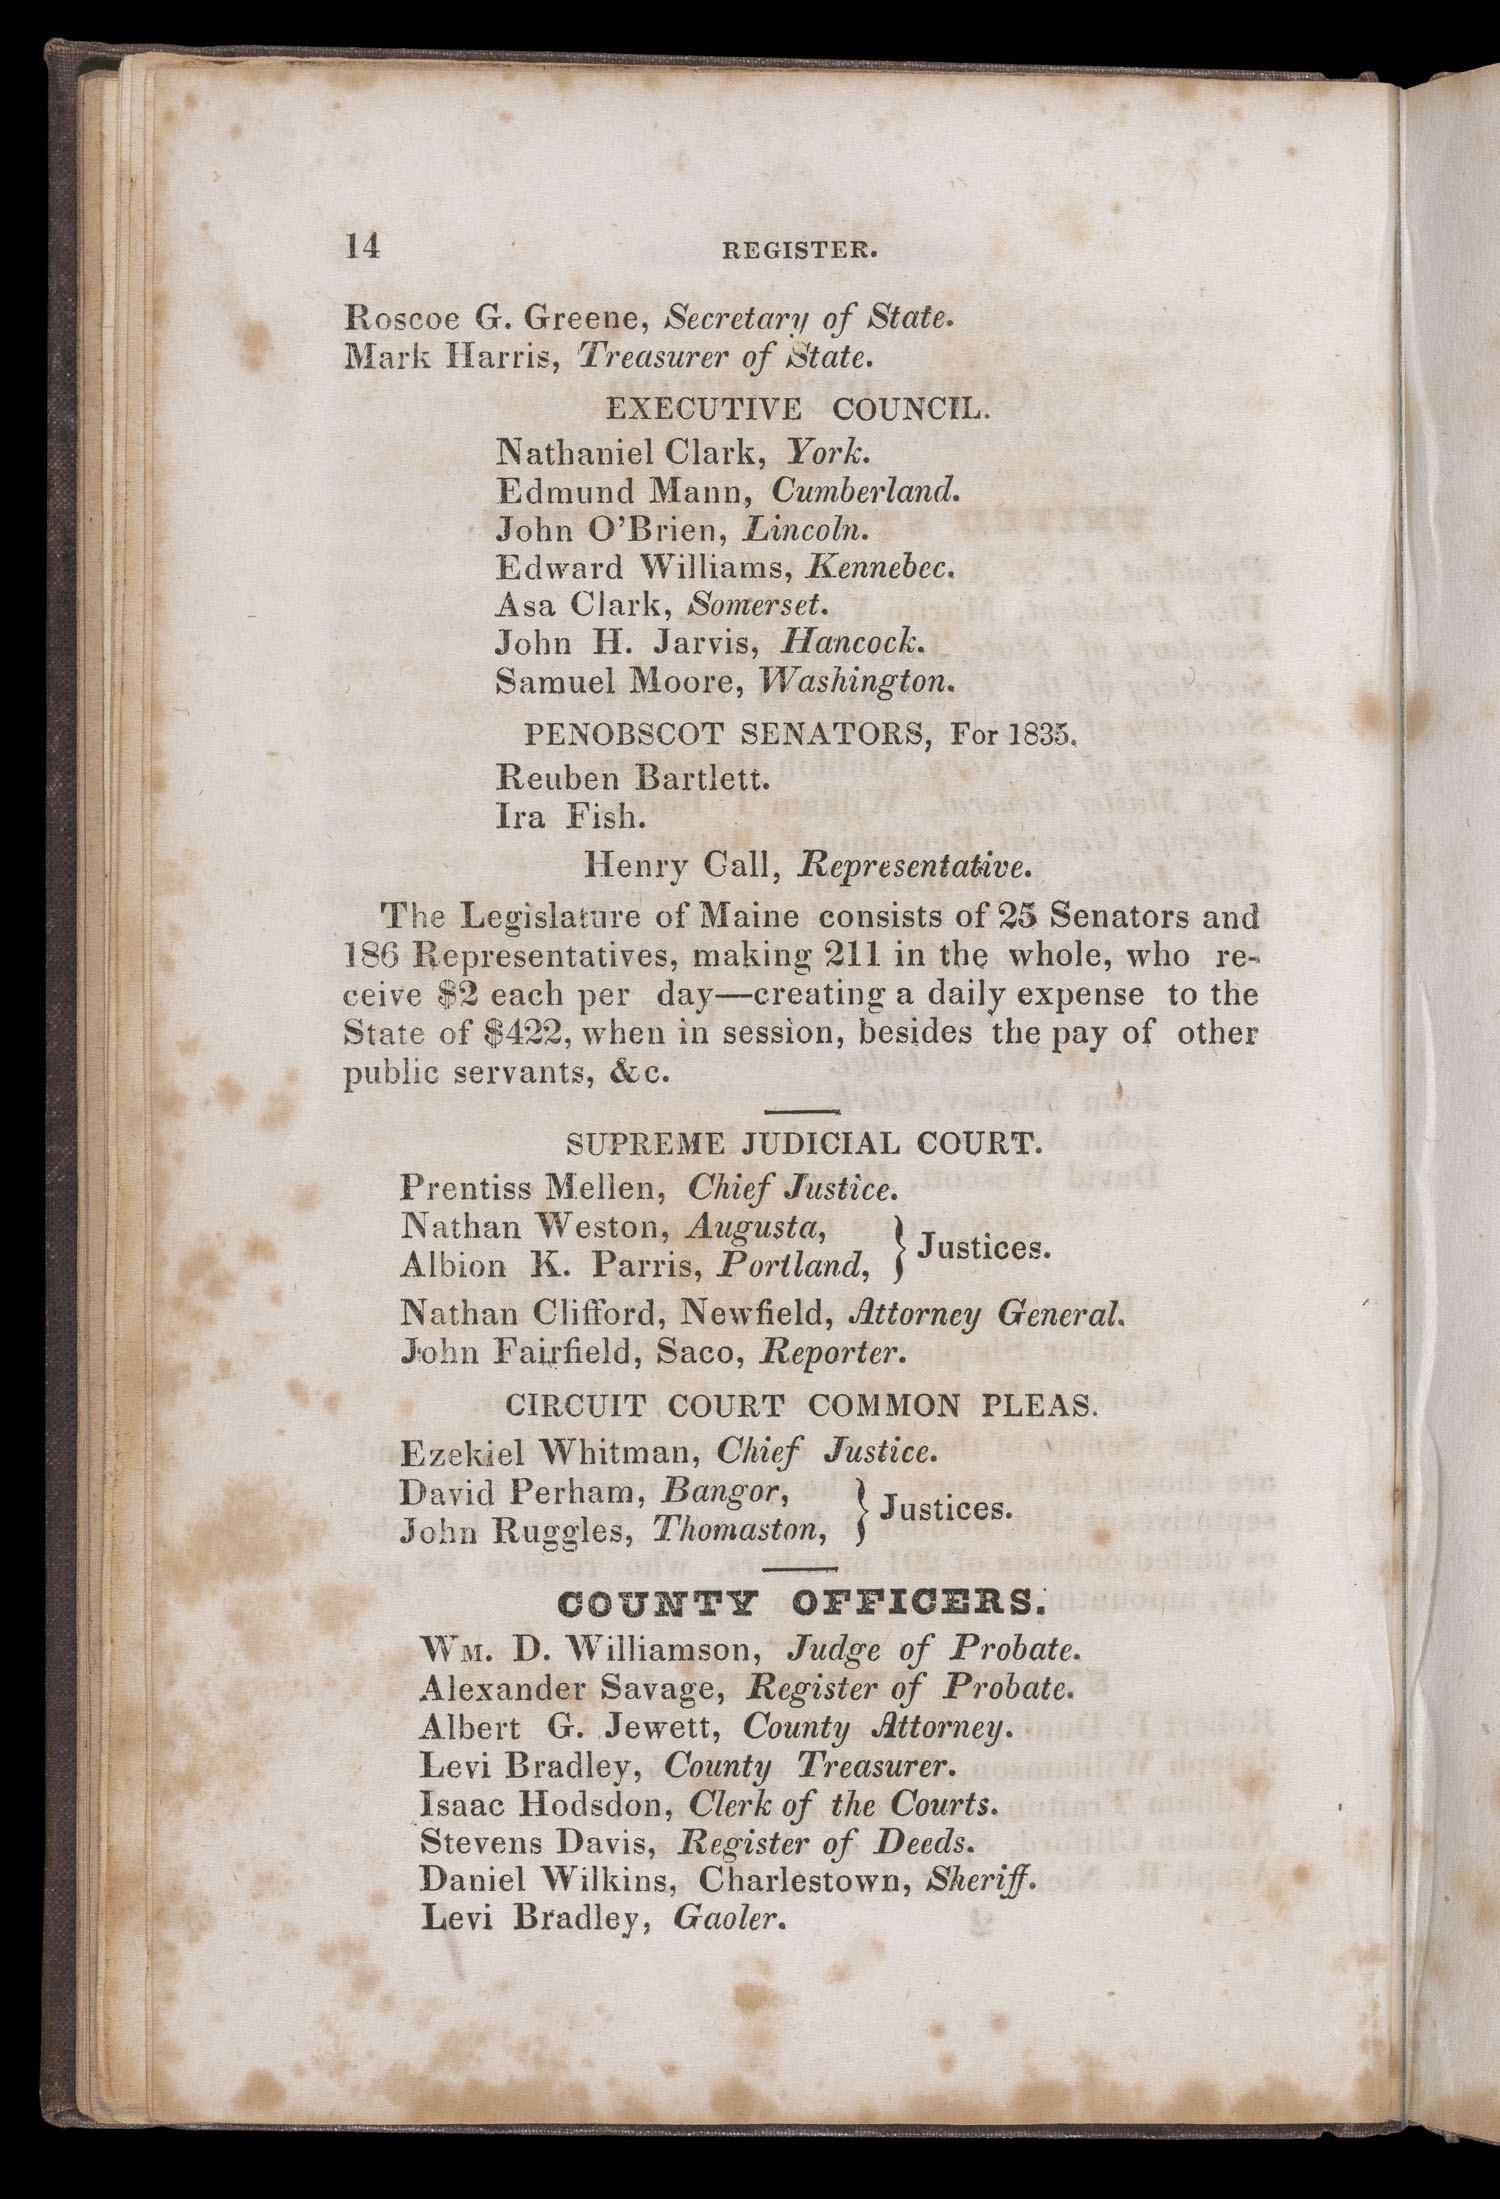 14 REGISTER.
Roscoe G. Greene, Secretary of State.
Mark Harris, Treasurer of State.
EXECUTIVE COUNCIL.
Nathaniel Clark, York.
Edmund Mann, Cumberland.
John O'Brien, Lincoln.
Edward Williams, Kennebec.
Asa Clark, Somerset.
John H. Jarvis, Hancock.
Samuel Moore, Washington.
PENOBSCOT SENATORS, For 1835.
Reuben Bartlett.
Ira Fish.
Henry Call, Representative.
The Legislature of Maine consists of 25 Senators and
186 Representatives, making 211 in the whole, who re-
ceive $2 each per day—creating a daily expense to the
State of $422, when in session, besides the pay of other
public servants, &c.
SUPREME JUDICIAL COURT.
Prentiss Mellen, Chief Justice.
Nathan Weston, Augusta,
Albion K. Parris, Portland, } Justices.
Nathan Clifford, Newfield, Attorney General.
John Fairfield, Saco, Reporter.
CIRCUIT COURT COMMON PLEAS.
Ezekiel Whitman, Chief Justice.
David Perham, Bangor,
John Ruggles, Thomaston, } Justices.
COUNTY OFFICERS.
WM. D. Williamson, Judge of Probate.
Alexander Savage, Register of Probate.
Albert G. Jewett, County Attorney.
Levi Bradley, County Treasurer.
Isaac Hodsdon, Clerk of the Courts.
Stevens Davis, Register of Deeds.
Daniel Wilkins, Charlestown, Sheriff.
Levi Bradley, Gaoler.